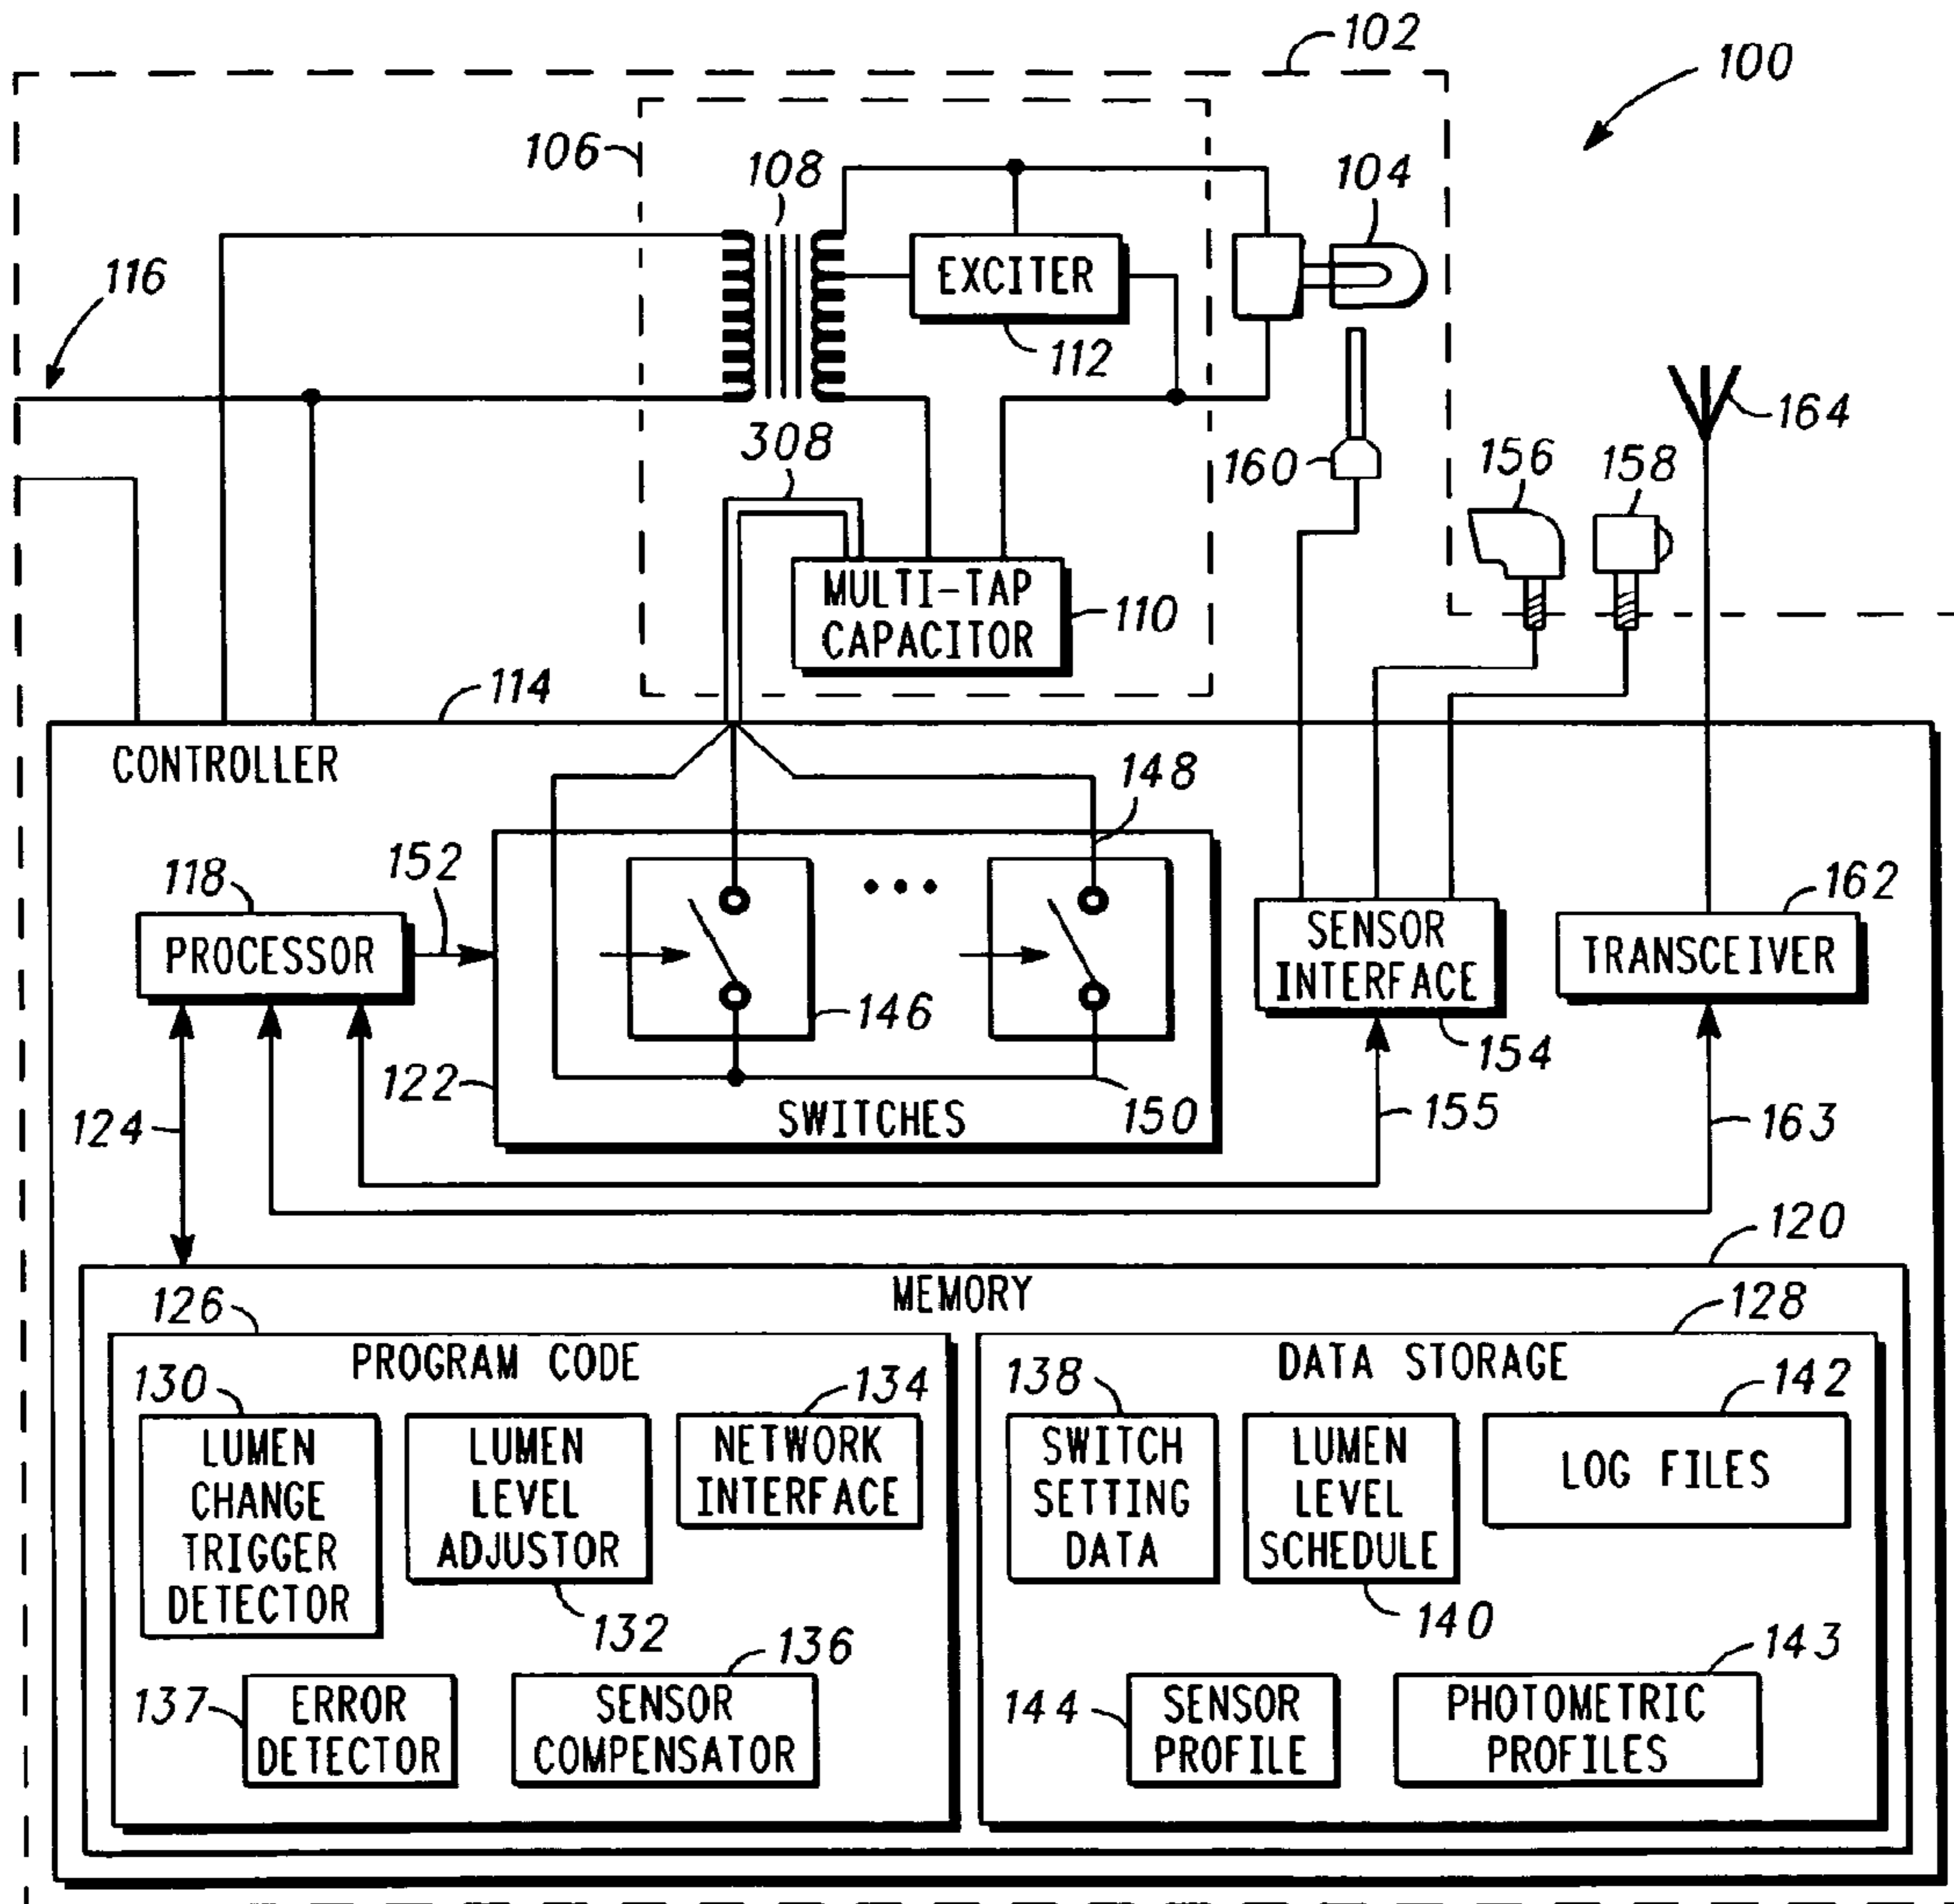 102
100
106
108
104
116
EXCITER
112
308
160
164
156
158
MULTI-TAP
CAPACITOR
110
114
CONTROLLER
148
118
152
162
PROCESSOR
SENSOR
INTERFACE
TRANSCEIVER
146
154
122
124
150
155
163
SWITCHES
120
MEMORY
126
128
PROGRAM CODE
DATA STORAGE
130
134
138
142
LUMEN
CHANGE
TRIGGER
DETECTOR
LUMEN
LEVEL
ADJUSTOR
NETWORK
INTERFACE
SWITCH
SETTING
DATA
LUMEN
LEVEL
SCHEDULE
LOG FILES
132
136
140
143
137
ERROR
DETECTOR
SENSOR
COMPENSATOR
144
SENSOR
PROFILE
PHOTOMETRIC
PROFILES